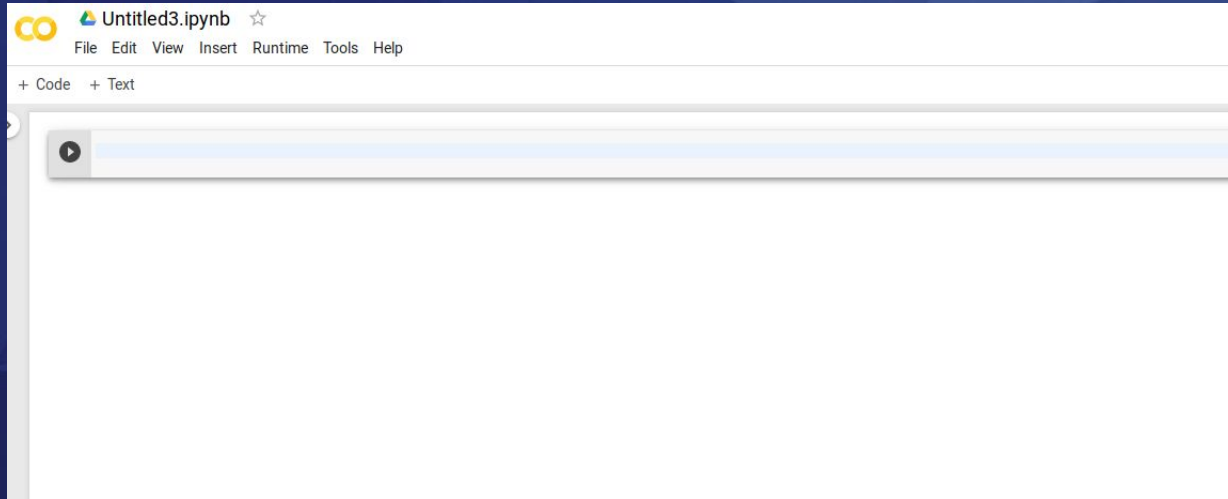 CO Untitled3.ipynb
File Edit View Insert Runtime Tools Help
+ Code + Text